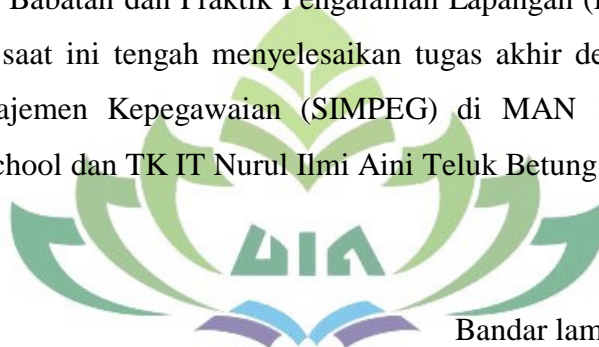 Babatan dan Praktik Pengalaman Lapangan
saat ini tengah menyelesaikan tugas akhir
ajemen Kepegawaian (SIMPEG) di MAN
chool dan TK IT Nurul Ilmi Aini Teluk Betung
UIN
Bandar lam